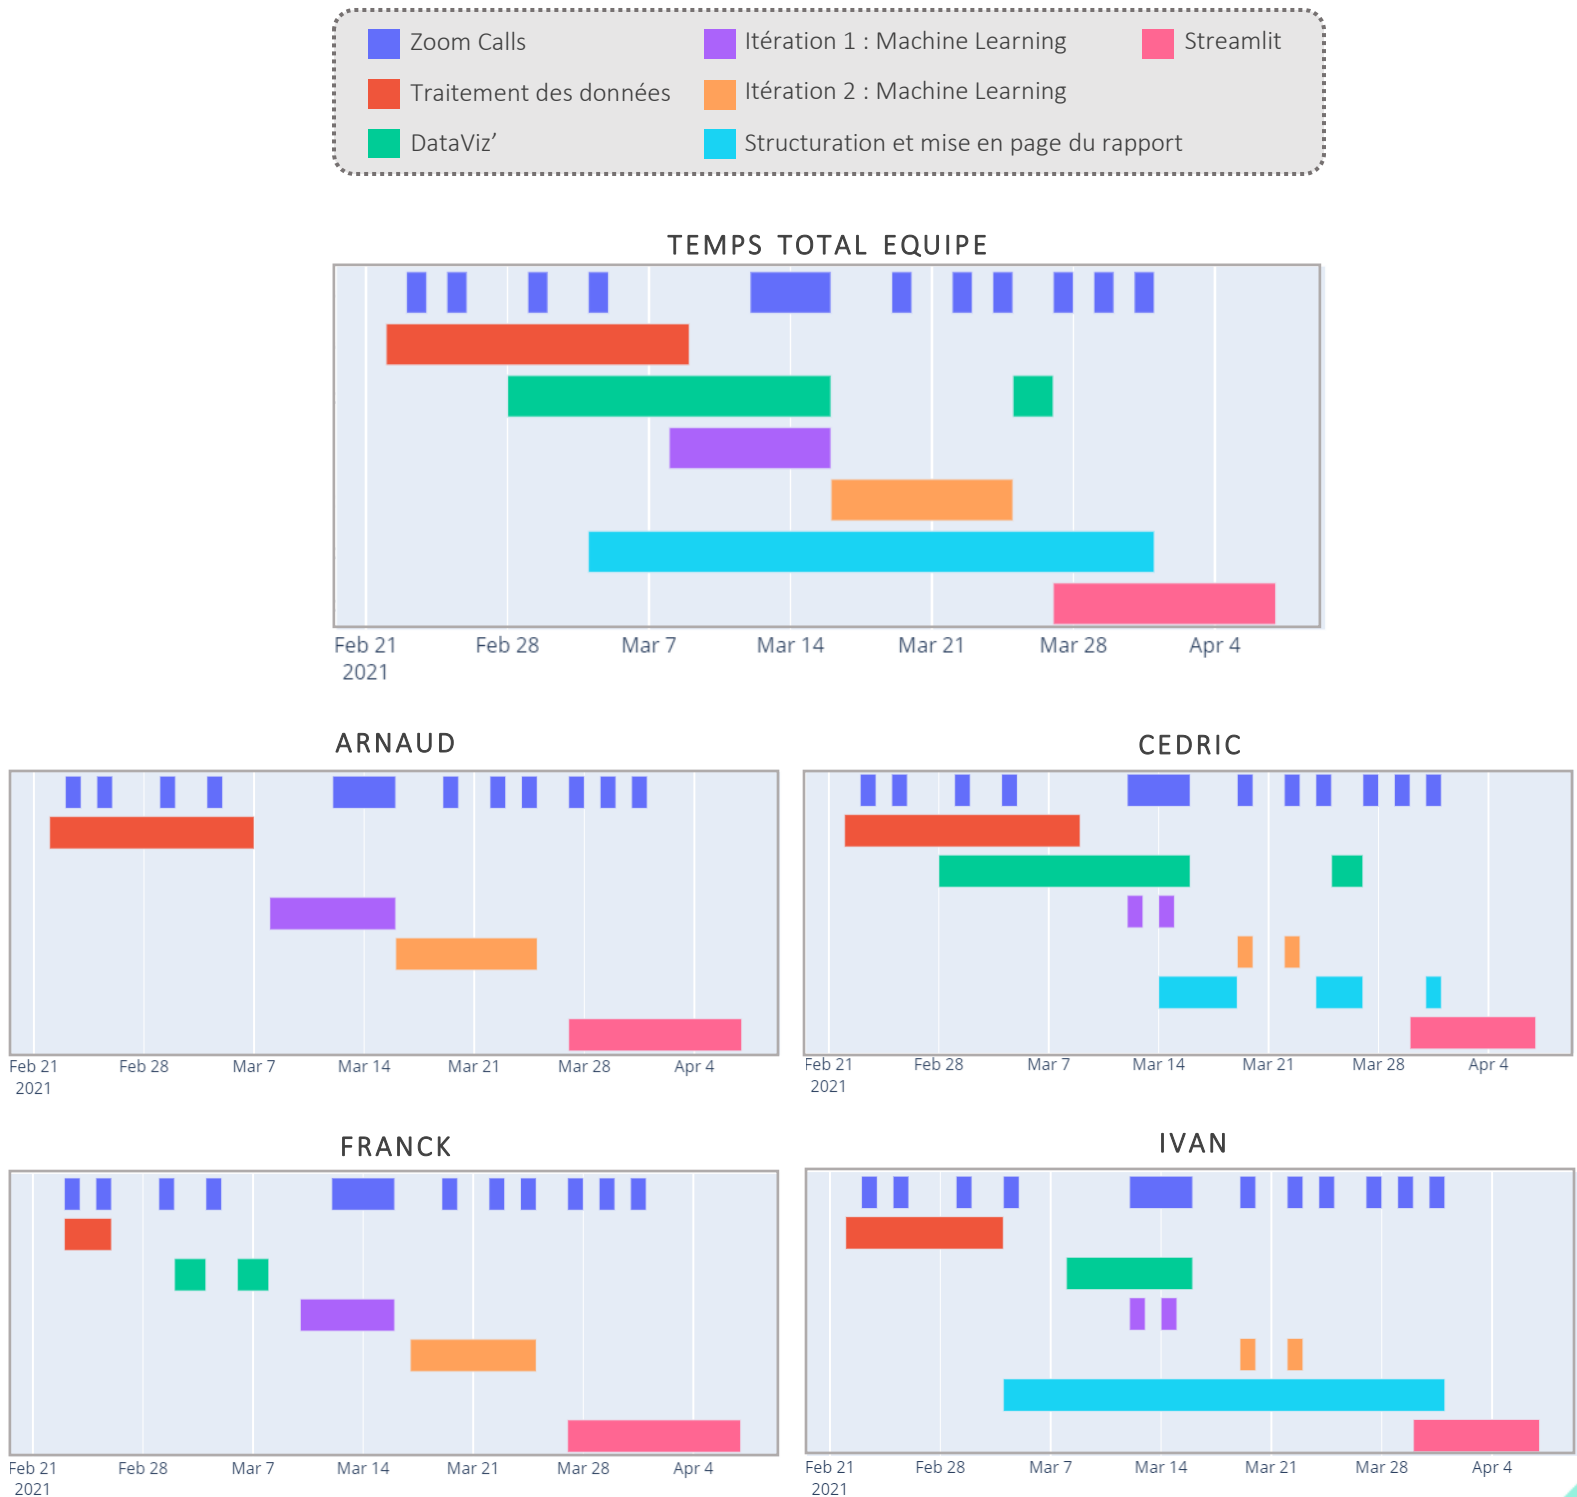 Zoom Calls
Itération 1 : Machine Learning
Streamlit
Traitement des données
Itération 2 : Machine Learning
DataViz’
Structuration et mise en page du rapport
TEMPS TOTAL EQUIPE
Feb 21 Feb 28 Mar 7 Mar 14 Mar 21 Mar 28 Apr 4
2021
ARNAUD
Feb 21 Feb 28 Mar 7 Mar 14 Mar 21 Mar 28 Apr 4
2021
CEDRIC
Feb 21 Feb 28 Mar 7 Mar 14 Mar 21 Mar 28 Apr 4
2021
FRANCK
Feb 21 Feb 28 Mar 7 Mar 14 Mar 21 Mar 28 Apr 4
2021
IVAN
Feb 21 Feb 28 Mar 7 Mar 14 Mar 21 Mar 28 Apr 4
2021